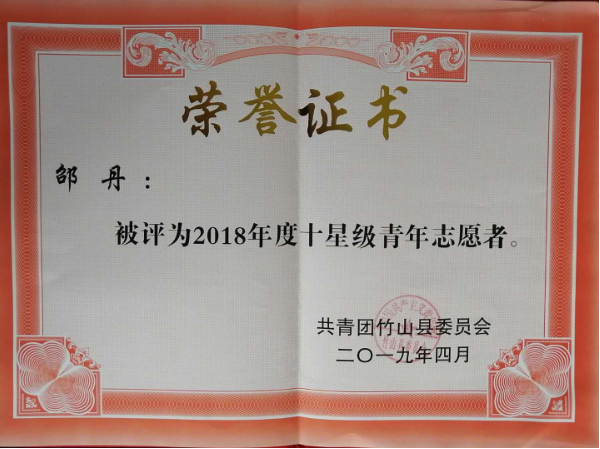 荣誉证书
邵 丹：
被评为2018年度十星级青年志愿者。
共青团竹山县委员会
二〇一九年四月